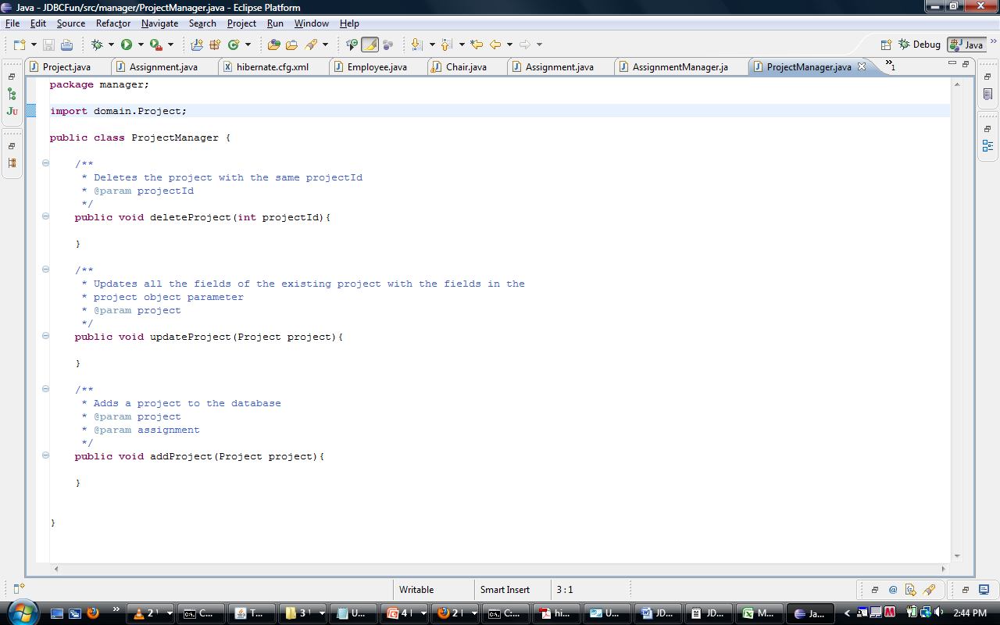 Java - JDBCFun/src/manager/ProjectManager.java - Eclipse Platform
File Edit Source Refactor Navigate Search Project Run Window Help
Debug Java
Project.java Assignment.java hibernate.cfg.xml Employee.java Chair.java Assignment.java AssignmentManager.ja ProjectManager.java 1
package manager;
import domain.Project;
public class ProjectManager {
/**
* Deletes the project with the same projectId
* @param projectId
*/
public void deleteProject(int projectId){
}
/**
* Updates all the fields of the existing project with the fields in the
* project object parameter
* @param project
*/
public void updateProject(Project project){
}
/**
* Adds a project to the database
* @param project
* @param assignment
*/
public void addProject(Project project){
}
}
Writable Smart Insert 3 : 1
2 C... T... 3 U... 4 2 C:... hi... U... JD... JD... M... Ja... 2:44 PM